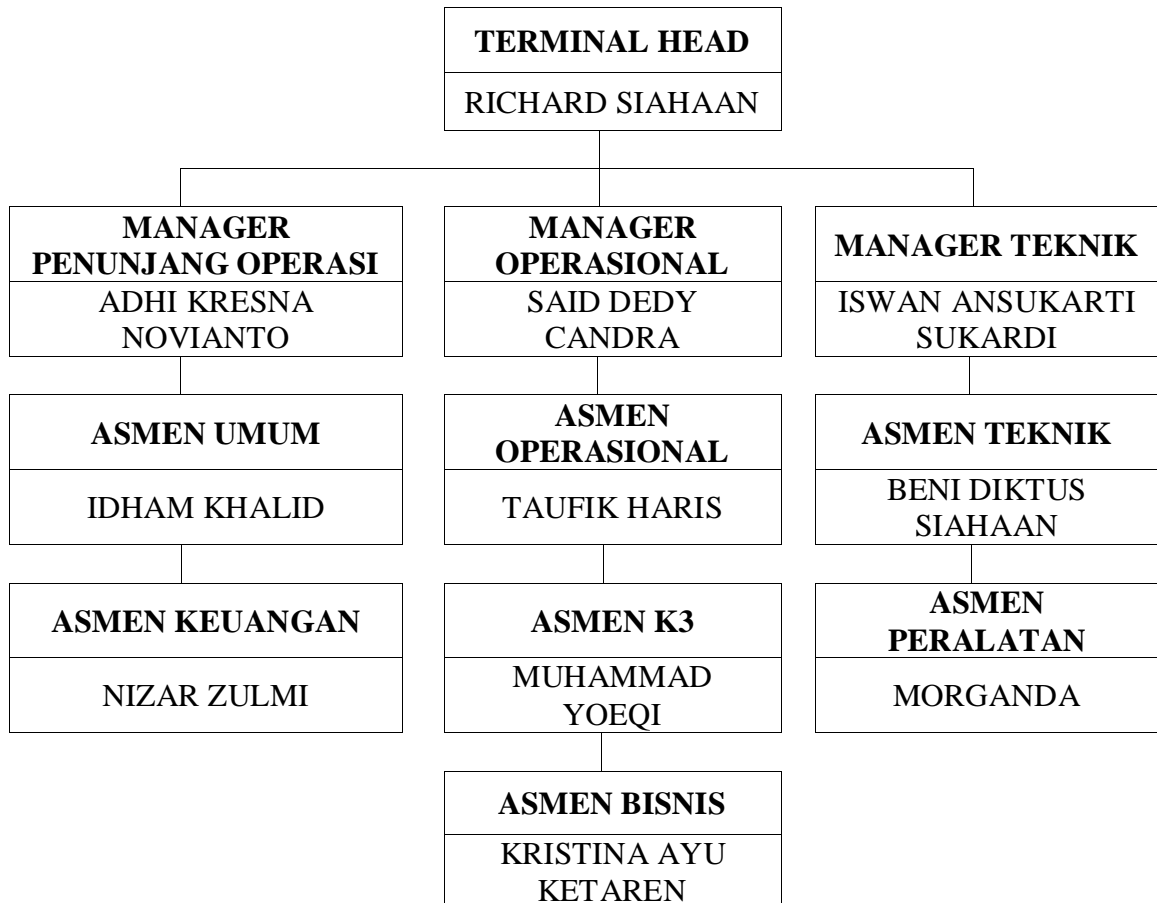 TERMINAL HEAD
RICHARD SIAHAAN
MANAGER
PENUNJANG OPERASI
ADHI KRESNA
NOVIANTO
MANAGER
OPERASIONAL
SAID DEDY
CANDRA
MANAGER TEKNIK
ISWAN ANSUKARTI
SUKARDI
ASMEN UMUM
IDHAM KHALID
ASMEN
OPERASIONAL
TAUFIK HARIS
ASMEN TEKNIK
BENI DIKTUS
SIAHAAN
ASMEN KEUANGAN
NIZAR ZULMI
ASMEN K3
MUHAMMAD
YOEQI
ASMEN
PERALATAN
MORGANDA
ASMEN BISNIS
KRISTINA AYU
KETAREN